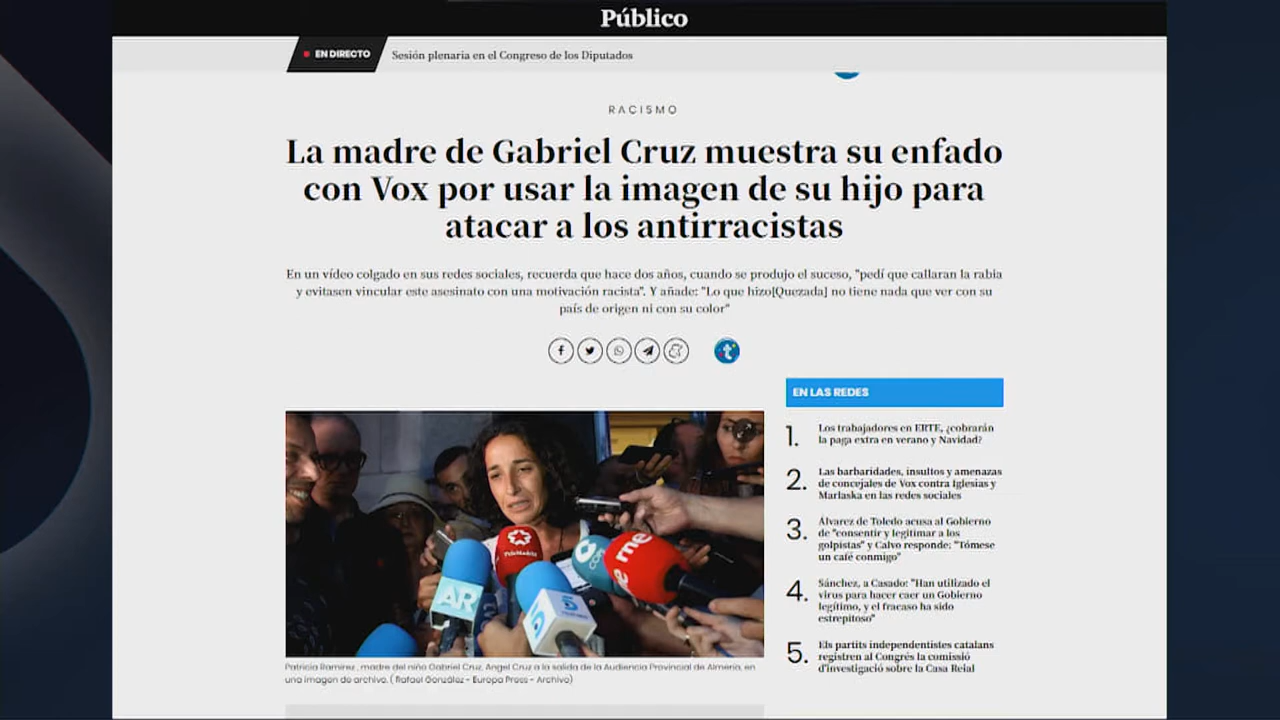 Público
EN DIRECTO
Sesión plenaria en el Congreso de los Diputados
RACISMO
La madre de Gabriel Cruz muestra su enfado
con Vox por usar la imagen de su hijo para
atacar a los antirracistas
En un vídeo colgado en sus redes sociales, recuerda que hace dos años, cuando se produjo el suceso, "pedí que callaran la rabia
y evitasen vincular este asesinato con una motivación racista". Y añade: "Lo que hizo[Quezada] no tiene nada que ver con su
país de origen ni con su color"
EN LAS REDES
1. Los trabajadores en ERTE, ¿cobrarán
la paga extra en verano y Navidad?
2. Las barbaridades, insultos y amenazas
de concejales de Vox contra Iglesias y
Marlaska en las redes sociales
3. Álvarez de Toledo acusa al Gobierno
de "consentir y legitimar a los
golpistas" y Calvo responde: "Tómese
un café conmigo"
4. Sánchez, a Casado: "Han utilizado el
virus para hacer caer un Gobierno
legítimo, y el fracaso ha sido
estrepitoso"
5. Els partits independentistes catalans
registren al Congrés la comissió
d'investigació sobre la Casa Reial
TeleMadrid
COPE
rne
AR
5
Patricia Ramírez, madre del niño Gabriel Cruz, Ángel Cruz a la salida de la Audiencia Provincial de Almería, en
una imagen de archivo. ( Rafael González - Europa Press - Archivo)